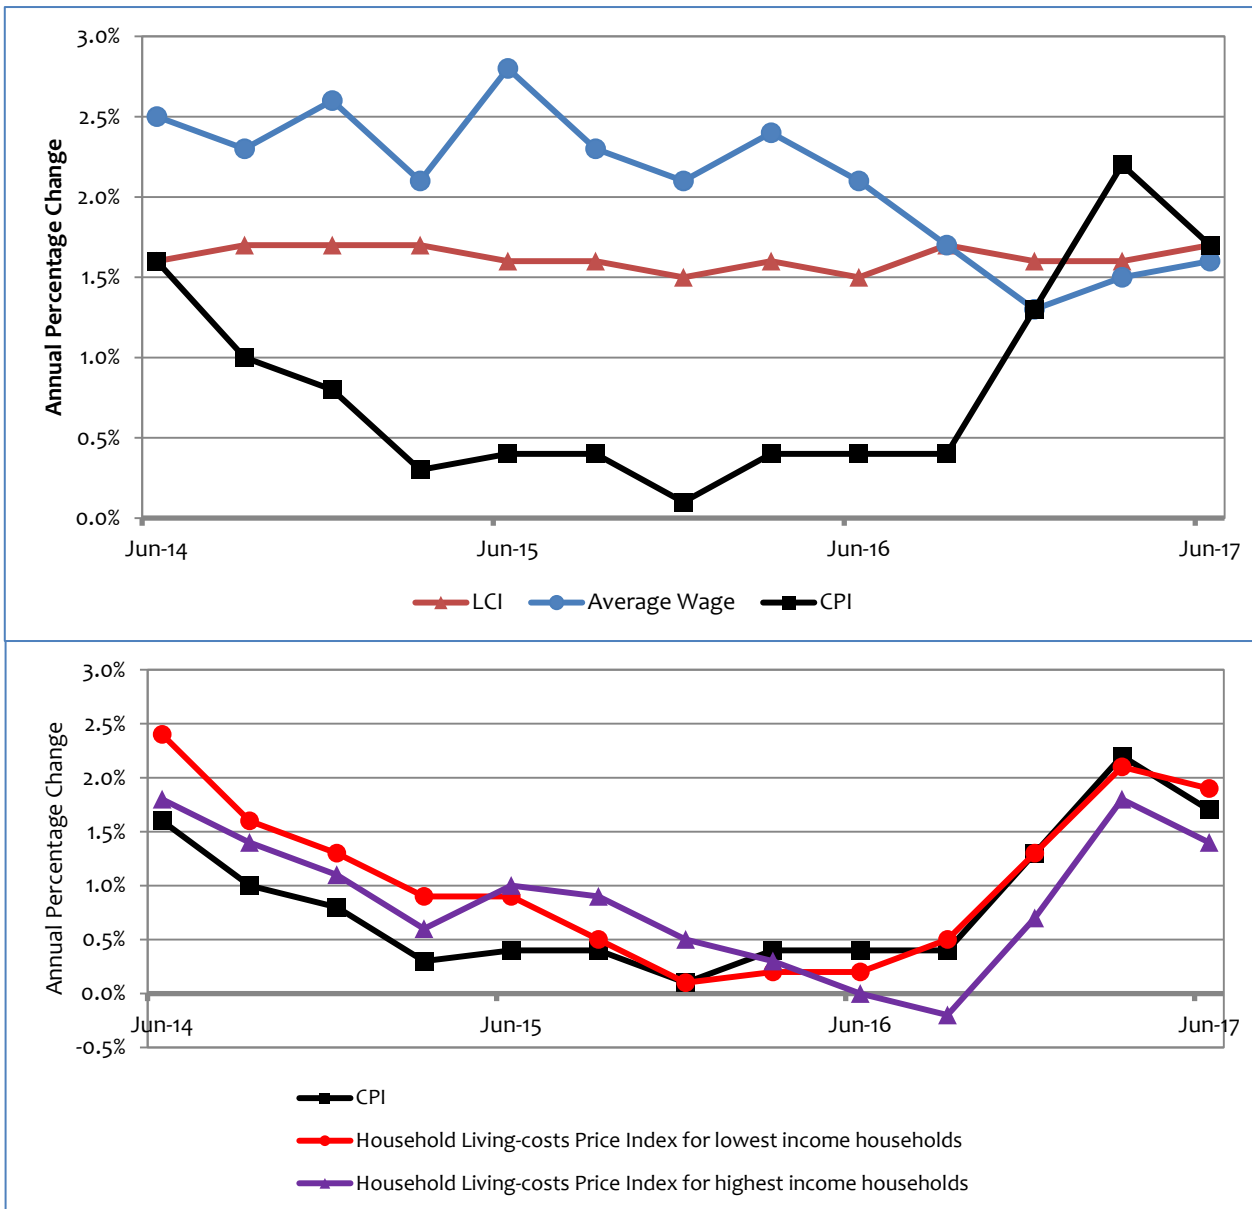 3.0%
2.5%
2.0%
1.5%
1.0%
0.5%
0.0%
Annual Percentage Change
Jun-14 Jun-15 Jun-16 Jun-17
LCI Average Wage CPI
3.0%
2.5%
2.0%
1.5%
1.0%
0.5%
0.0%
-0.5%
Annual Percentage Change
Jun-14 Jun-15 Jun-16 Jun-17
CPI
Household Living-costs Price Index for lowest income households
Household Living-costs Price Index for highest income households